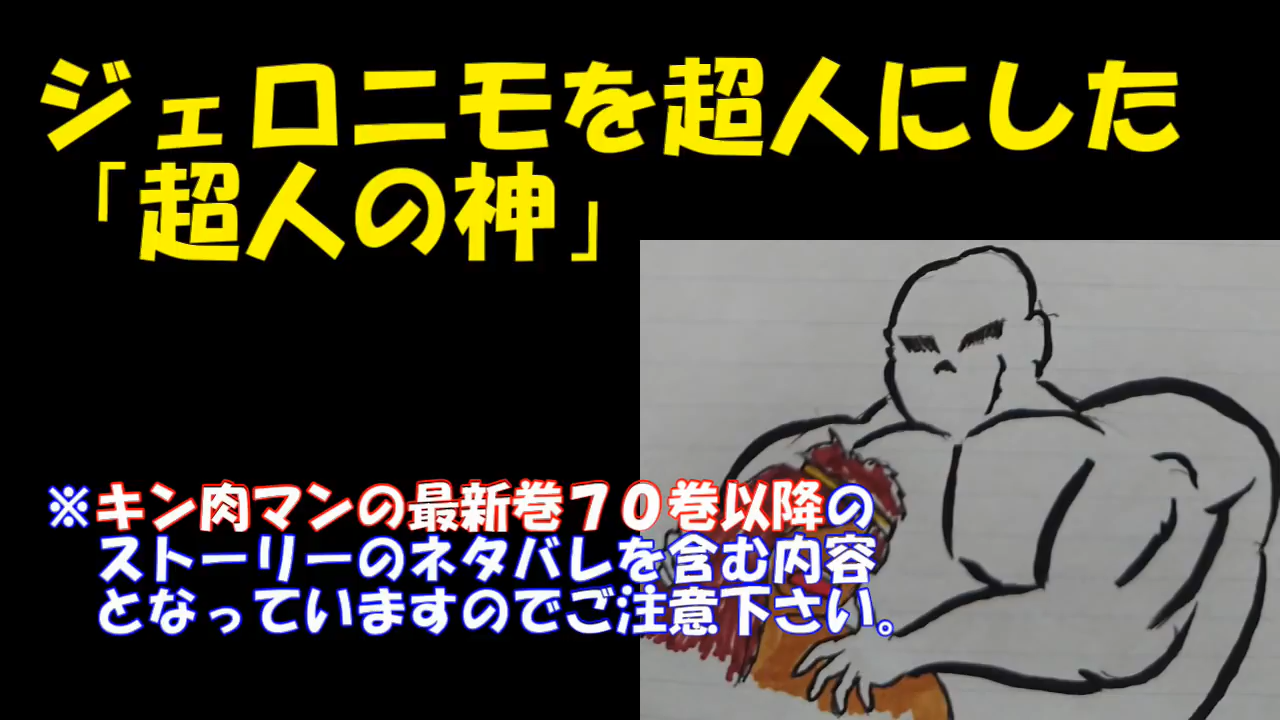 ジェロニモを超人にした
「超人の神」
※キン肉マンの最新巻７０巻以降の
ストーリーのネタバレを含む内容
となっていますのでご注意下さい。